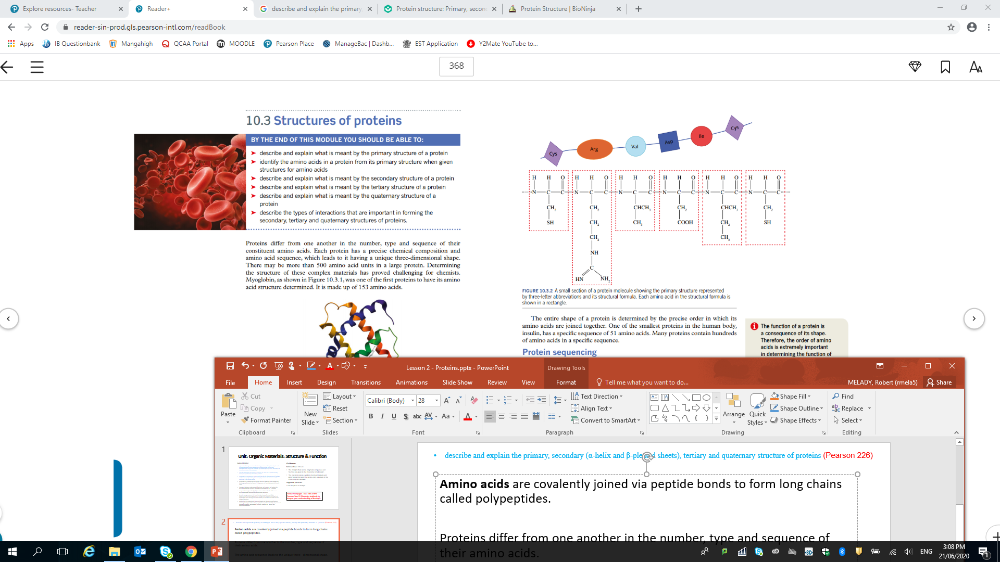 Explore resources- Teacher
Reader+
describe and explain the primary
Protein structure: Primary, secon
Protein Structure | BioNinja
reader-sin-prod.gls.pearson-intl.com/readBook
Apps
IB Questionbank
Mangahigh
QCAA Portal
MOODLE
Pearson Place
ManageBac | Dashb...
EST Application
Y2Mate YouTube to...
368
10.3 Structures of proteins
BY THE END OF THIS MODULE YOU SHOULD BE ABLE TO:
describe and explain what is meant by the primary structure of a protein
identify the amino acids in a protein from its primary structure when given
structures for amino acids
describe and explain what is meant by the secondary structure of a protein
describe and explain what is meant by the tertiary structure of a protein
describe and explain what is meant by the quaternary structure of a
protein
describe the types of interactions that are important in forming the
secondary, tertiary and quaternary structures of proteins.
Proteins differ from one another in the number, type and sequence of their
constituent amino acids. Each protein has a precise chemical composition and
amino acid sequence, which leads to it having a unique three-dimensional shape.
There may be more than 500 amino acid units in a large protein. Determining
the structure of these complex materials has proved challenging for chemists.
Myoglobin, as shown in Figure 10.3.1, was one of the first proteins to have its amino
acid structure determined. It is made up of 153 amino acids.
Cys Arg Val Asp Ile Cys
H H O H H O H H O H H O H H O H H O
N C C N C C N C C N C C N C C N C C
CH2 CH2 CHCH3 CH2 CHCH3 CH2
SH CH2 CH3 COOH CH2 SH
CH2 CH3
NH
C
HN NH2
FIGURE 10.3.2 A small section of a protein molecule showing the primary structure represented
by three-letter abbreviations and its structural formula. Each amino acid in the structural formula is
shown in a rectangle.
The entire shape of a protein is determined by the precise order in which its
amino acids are joined together. One of the smallest proteins in the human body,
insulin, has a specific sequence of 51 amino acids. Many proteins contain hundreds
of amino acids in a specific sequence.
Protein sequencing
The function of a protein is
a consequence of its shape.
Therefore, the order of amino
acids is extremely important
in determining the function of
Lesson 2 - Proteins.pptx - PowerPoint
Drawing Tools
File Home Insert Design Transitions Animations Slide Show Review View Format Tell me what you want to do...
MELADY, Robert (rmela5) Share
Paste
Cut
Copy
Format Painter
Clipboard
New
Slide
Layout
Reset
Section
Slides
Calibri (Body) 28
B I U S abc AV Aa A
Font
Text Direction
Align Text
Convert to SmartArt
Paragraph
Arrange
Quick
Styles
Shape Fill
Shape Outline
Shape Effects
Drawing
Find
Replace
Select
Editing
1
Unit: Organic Materials: Structure & Function
2
Amino acids are covalently joined via peptide bonds to form long chains
called polypeptides.
• describe and explain the primary, secondary (α-helix and β-pleated sheets), tertiary and quaternary structure of proteins (Pearson 226)
Amino acids are covalently joined via peptide bonds to form long chains
called polypeptides.
Proteins differ from one another in the number, type and sequence of
their amino acids.
ENG
3:08 PM
21/06/2020
1